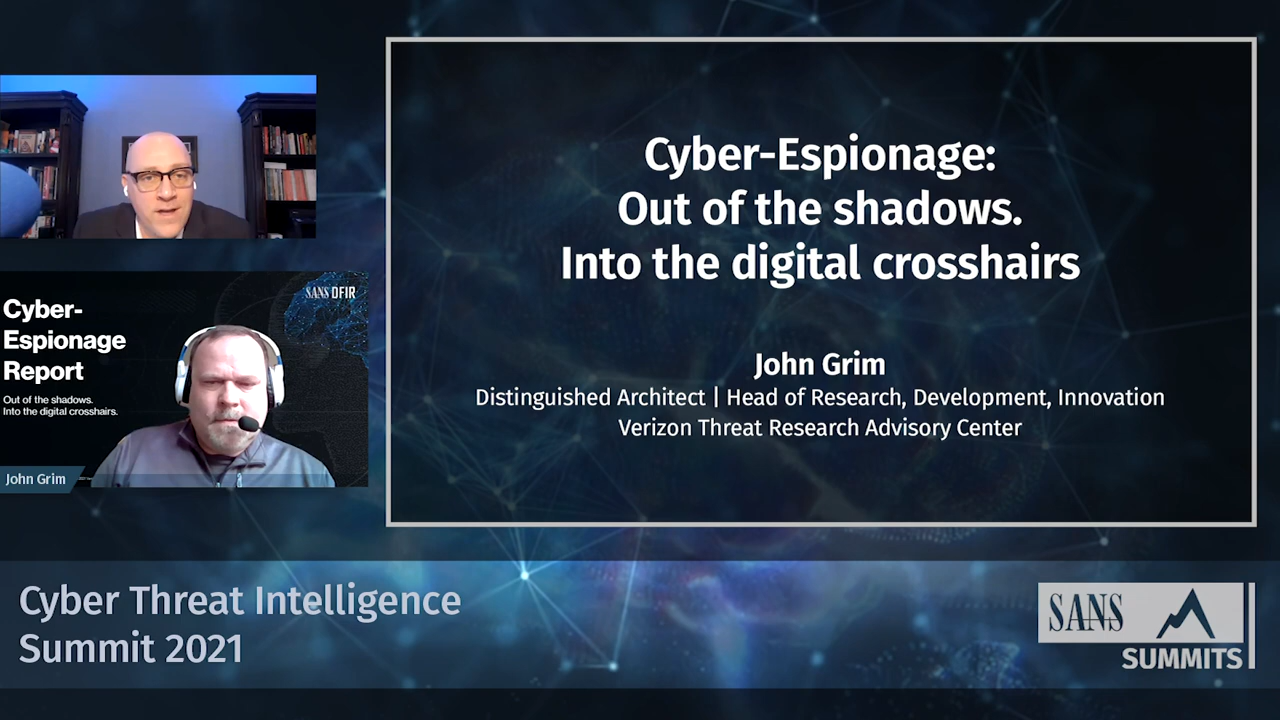 Cyber-Espionage:
Out of the shadows.
Into the digital crosshairs
John Grim
Distinguished Architect | Head of Research, Development, Innovation
Verizon Threat Research Advisory Center
SANS DFIR
Cyber-
Espionage
Report
Out of the shadows.
Into the digital crosshairs.
John Grim
Cyber Threat Intelligence
Summit 2021
SANS
SUMMITS